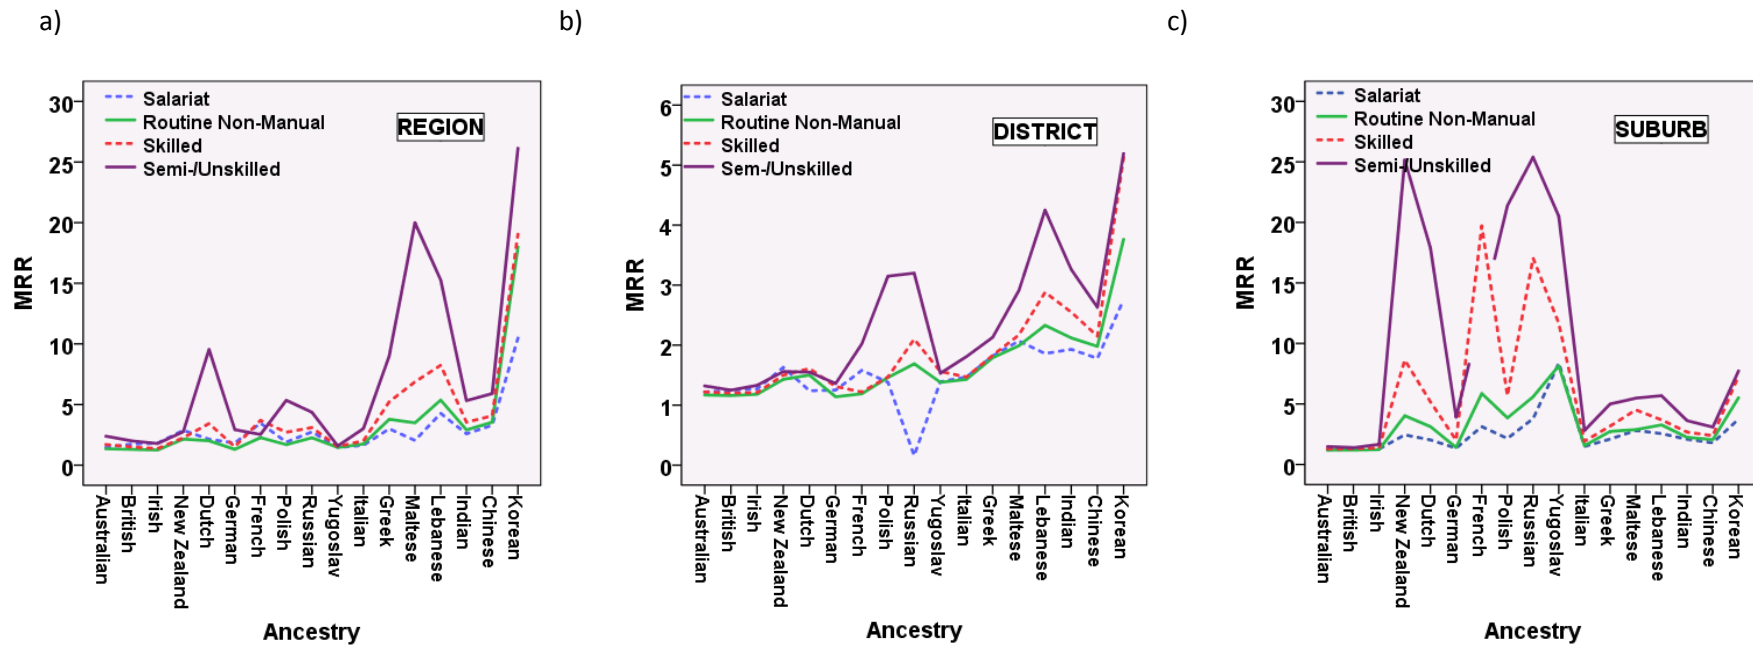 a)
30
25
20
15
10
5
0
MRR
Salariat
Routine Non-Manual
Skilled
Semi-/Unskilled
REGION
Australian
British
Irish
New Zealand
Dutch
German
French
Polish
Russian
Yugoslav
Italian
Greek
Maltese
Lebanese
Indian
Chinese
Korean
Ancestry
b)
6
5
4
3
2
1
0
MRR
Salariat
Routine Non-Manual
Skilled
Sem-/Unskilled
DISTRICT
Australian
British
Irish
New Zealand
Dutch
German
French
Polish
Russian
Yugoslav
Italian
Greek
Maltese
Lebanese
Indian
Chinese
Korean
Ancestry
c)
30
25
20
15
10
5
0
MRR
Salariat
Routine Non-Manual
Skilled
Semi-/Unskilled
SUBURB
Australian
British
Irish
New Zealand
Dutch
German
French
Polish
Russian
Yugoslav
Italian
Greek
Maltese
Lebanese
Indian
Chinese
Korean
Ancestry